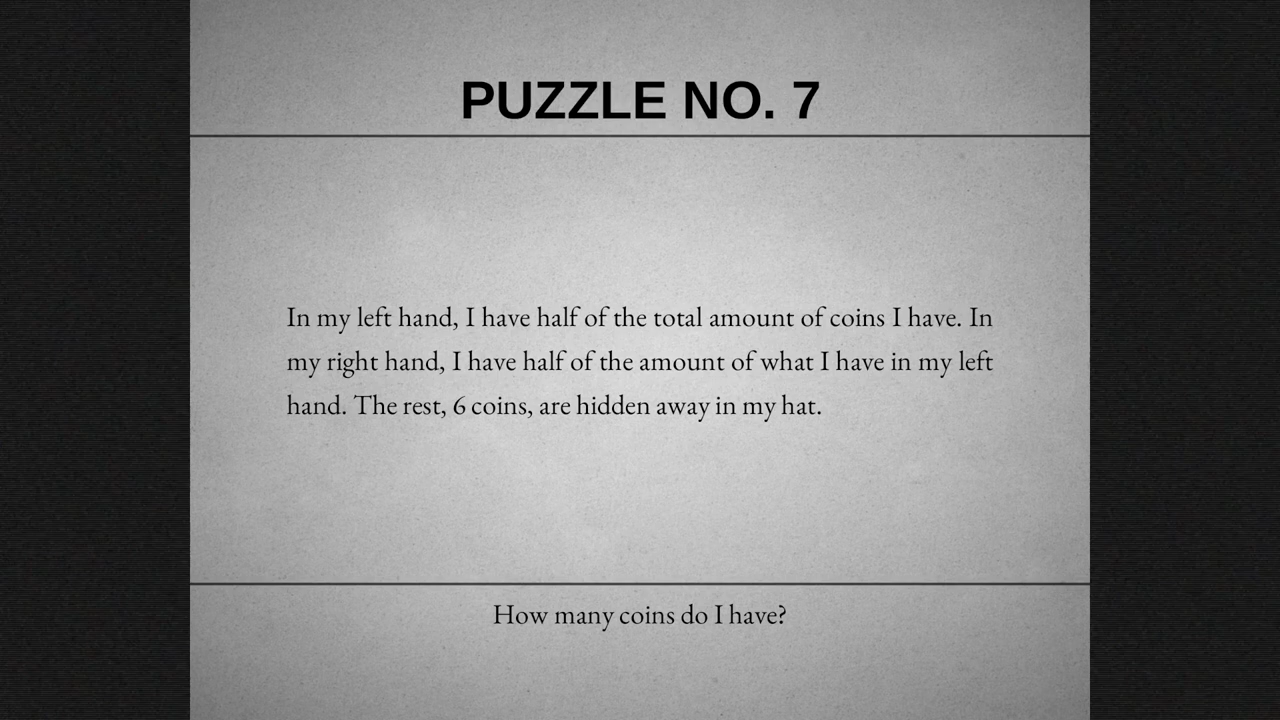 PUZZLE NO. 7
In my left hand, I have half of the total amount of coins I have. In
my right hand, I have half of the amount of what I have in my left
hand. The rest, 6 coins, are hidden away in my hat.
How many coins do I have?